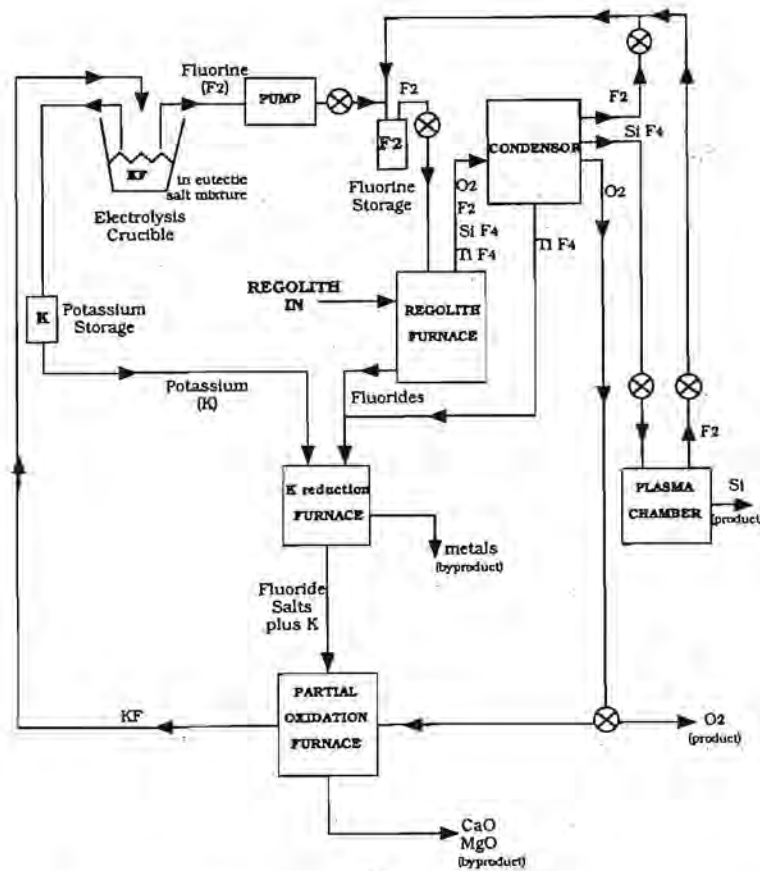 Fluorine
(F2)
PUMP
F2
F2
Fluorine
Storage
KF
in eutectic
salt mixture
Electrolysis
Crucible
CONDENSOR
F2
Si F4
O2
O2
F2
Si F4
Ti F4
Ti F4
REGOLITH
IN
REGOLITH
FURNACE
K
Potassium
Storage
Potassium
(K)
Fluorides
K reduction
FURNACE
metals
(byproduct)
F2
PLASMA
CHAMBER
Si
(product)
Fluoride
Salts
plus K
PARTIAL
OXIDATION
FURNACE
KF
O2
(product)
CaO
MgO
(byproduct)